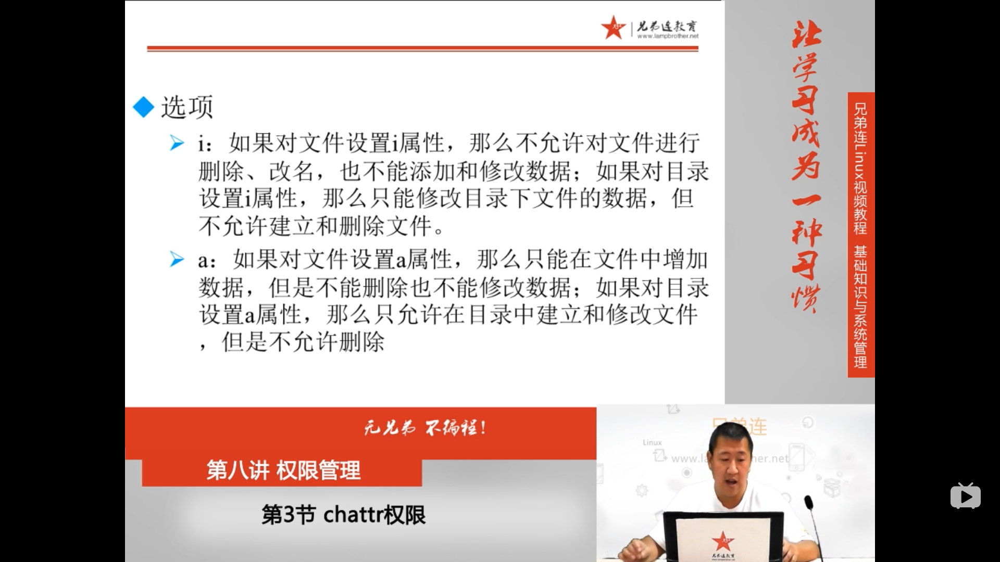 兄弟连教育
www.lampbrother.net
选项
i：如果对文件设置i属性，那么不允许对文件进行
删除、改名，也不能添加和修改数据；如果对目录
设置i属性，那么只能修改目录下文件的数据，但
不允许建立和删除文件。
a：如果对文件设置a属性，那么只能在文件中增加
数据，但是不能删除也不能修改数据；如果对目录
设置a属性，那么只允许在目录中建立和修改文件
，但是不允许删除
让学习成为一种习惯
兄弟连Linux视频教程 基础知识与系统管理
无兄弟 不编程！
第八讲 权限管理
第3节 chattr权限
Linux
兄弟连教育